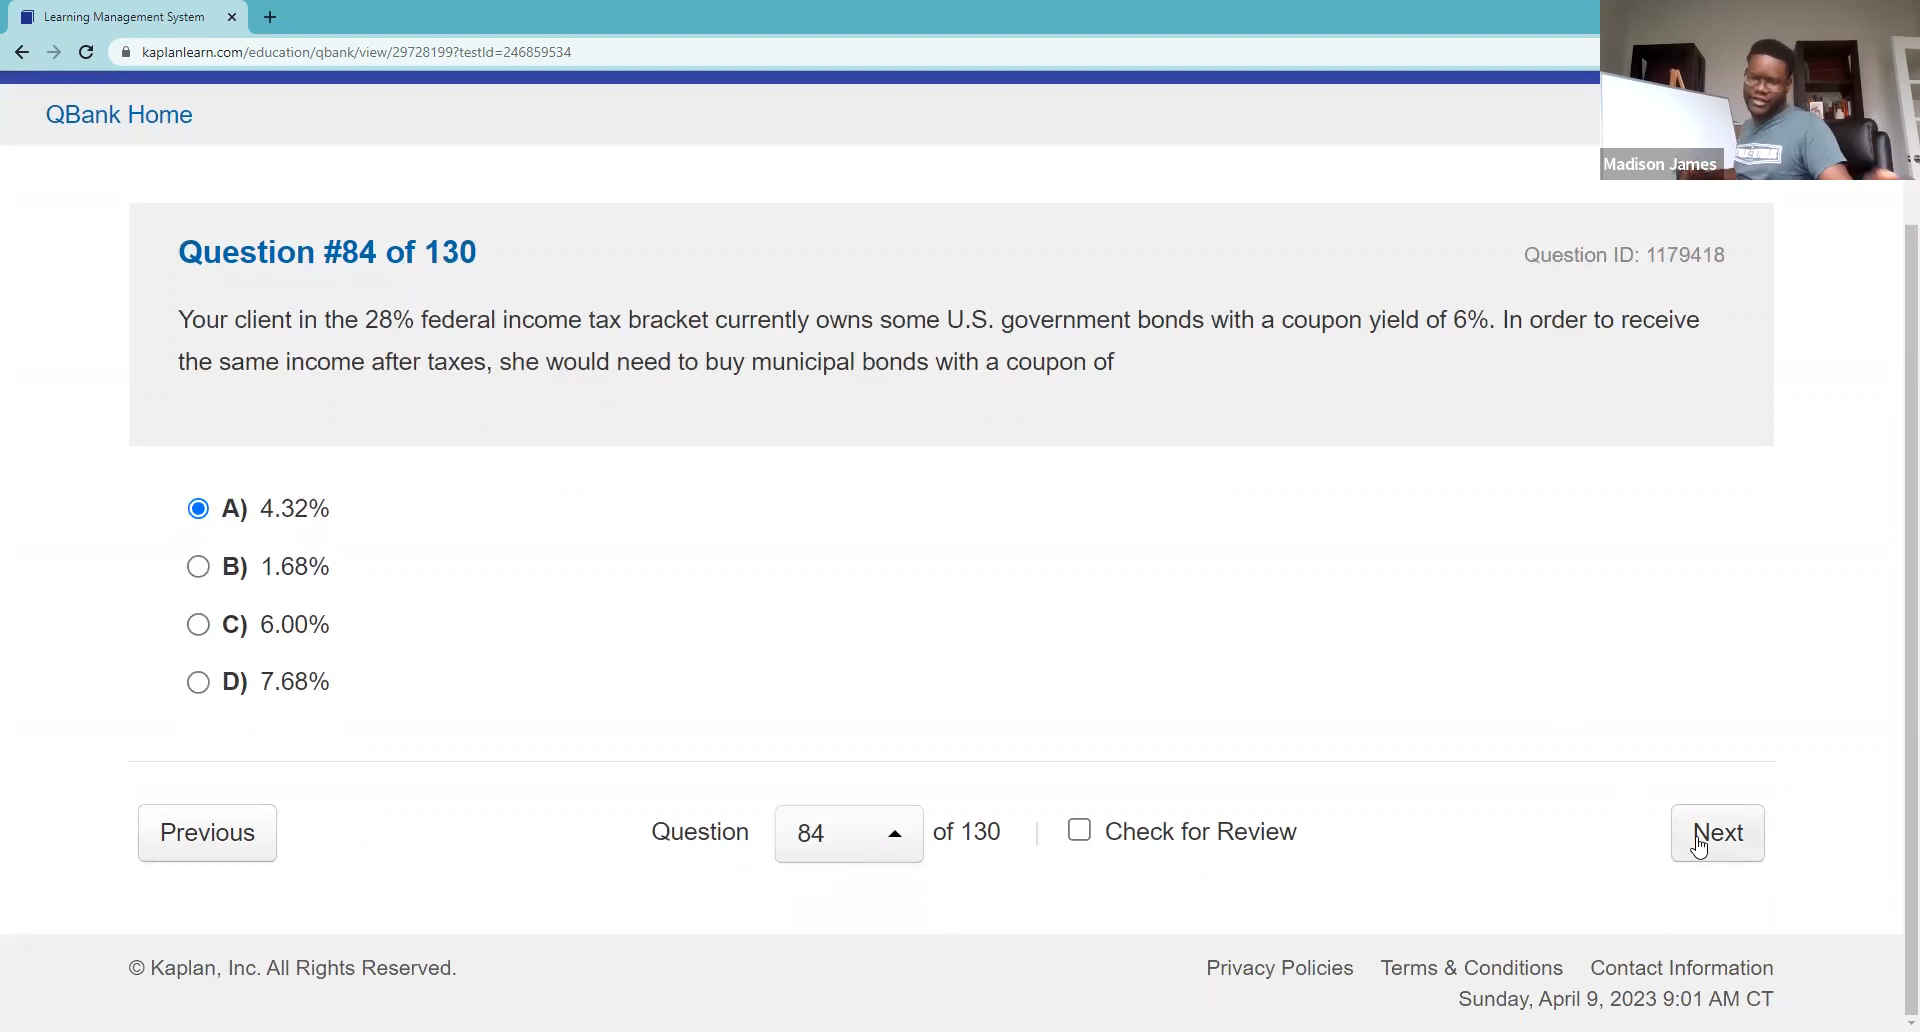 Learning Management System
kaplanlearn.com/education/qbank/view/29728199?testId=246859534
Madison James
QBank Home
Question #84 of 130
Question ID: 1179418
Your client in the 28% federal income tax bracket currently owns some U.S. government bonds with a coupon yield of 6%. In order to receive
the same income after taxes, she would need to buy municipal bonds with a coupon of
A) 4.32%
B) 1.68%
C) 6.00%
D) 7.68%
Previous
Question 84 of 130 | Check for Review
Next
© Kaplan, Inc. All Rights Reserved.
Privacy Policies Terms & Conditions Contact Information
Sunday, April 9, 2023 9:01 AM CT